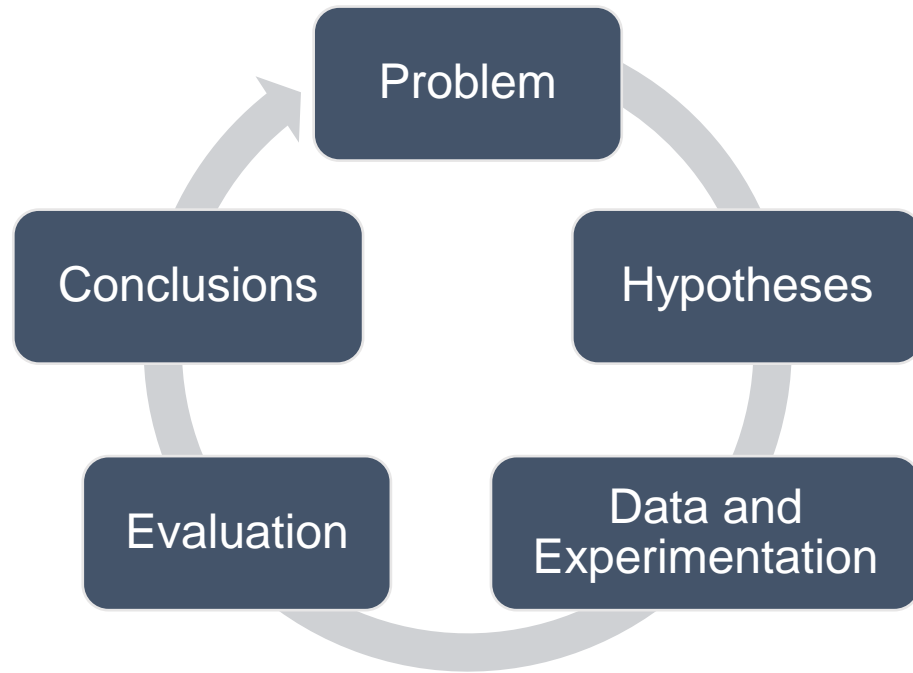 Problem
Hypotheses
Data and
Experimentation
Evaluation
Conclusions